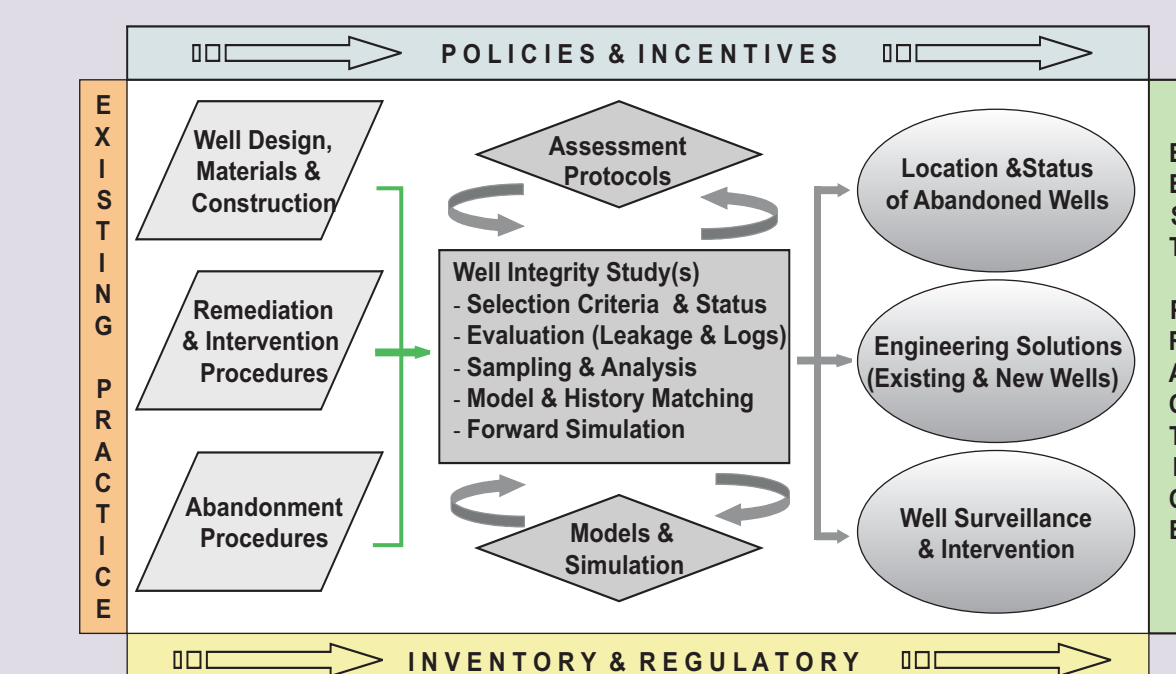 POLICIES & INCENTIVES
EXISTING PRACTICE
Well Design,
Materials &
Construction
Remediation
& Intervention
Procedures
Abandonment
Procedures
Assessment
Protocols
Well Integrity Study(s)
- Selection Criteria & Status
- Evaluation (Leakage & Logs)
- Sampling & Analysis
- Model & History Matching
- Forward Simulation
Models &
Simulation
Location &Status
of Abandoned Wells
Engineering Solutions
(Existing & New Wells)
Well Surveillance
& Intervention
BEST PRACTICE
INVENTORY & REGULATORY